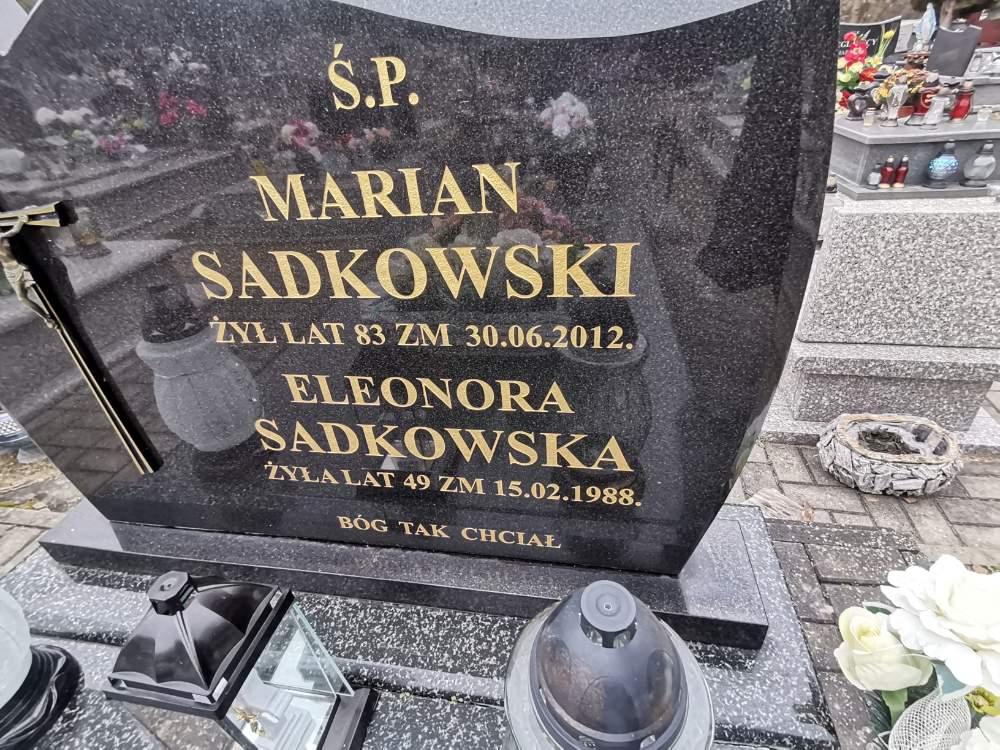 Ś.P.
MARIAN
SADKOWSKI
ŻYŁ LAT 83 ZM 30.06.2012.
ELEONORA
SADKOWSKA
ŻYŁA LAT 49 ZM 15.02.1988.
BÓG TAK CHCIAŁ